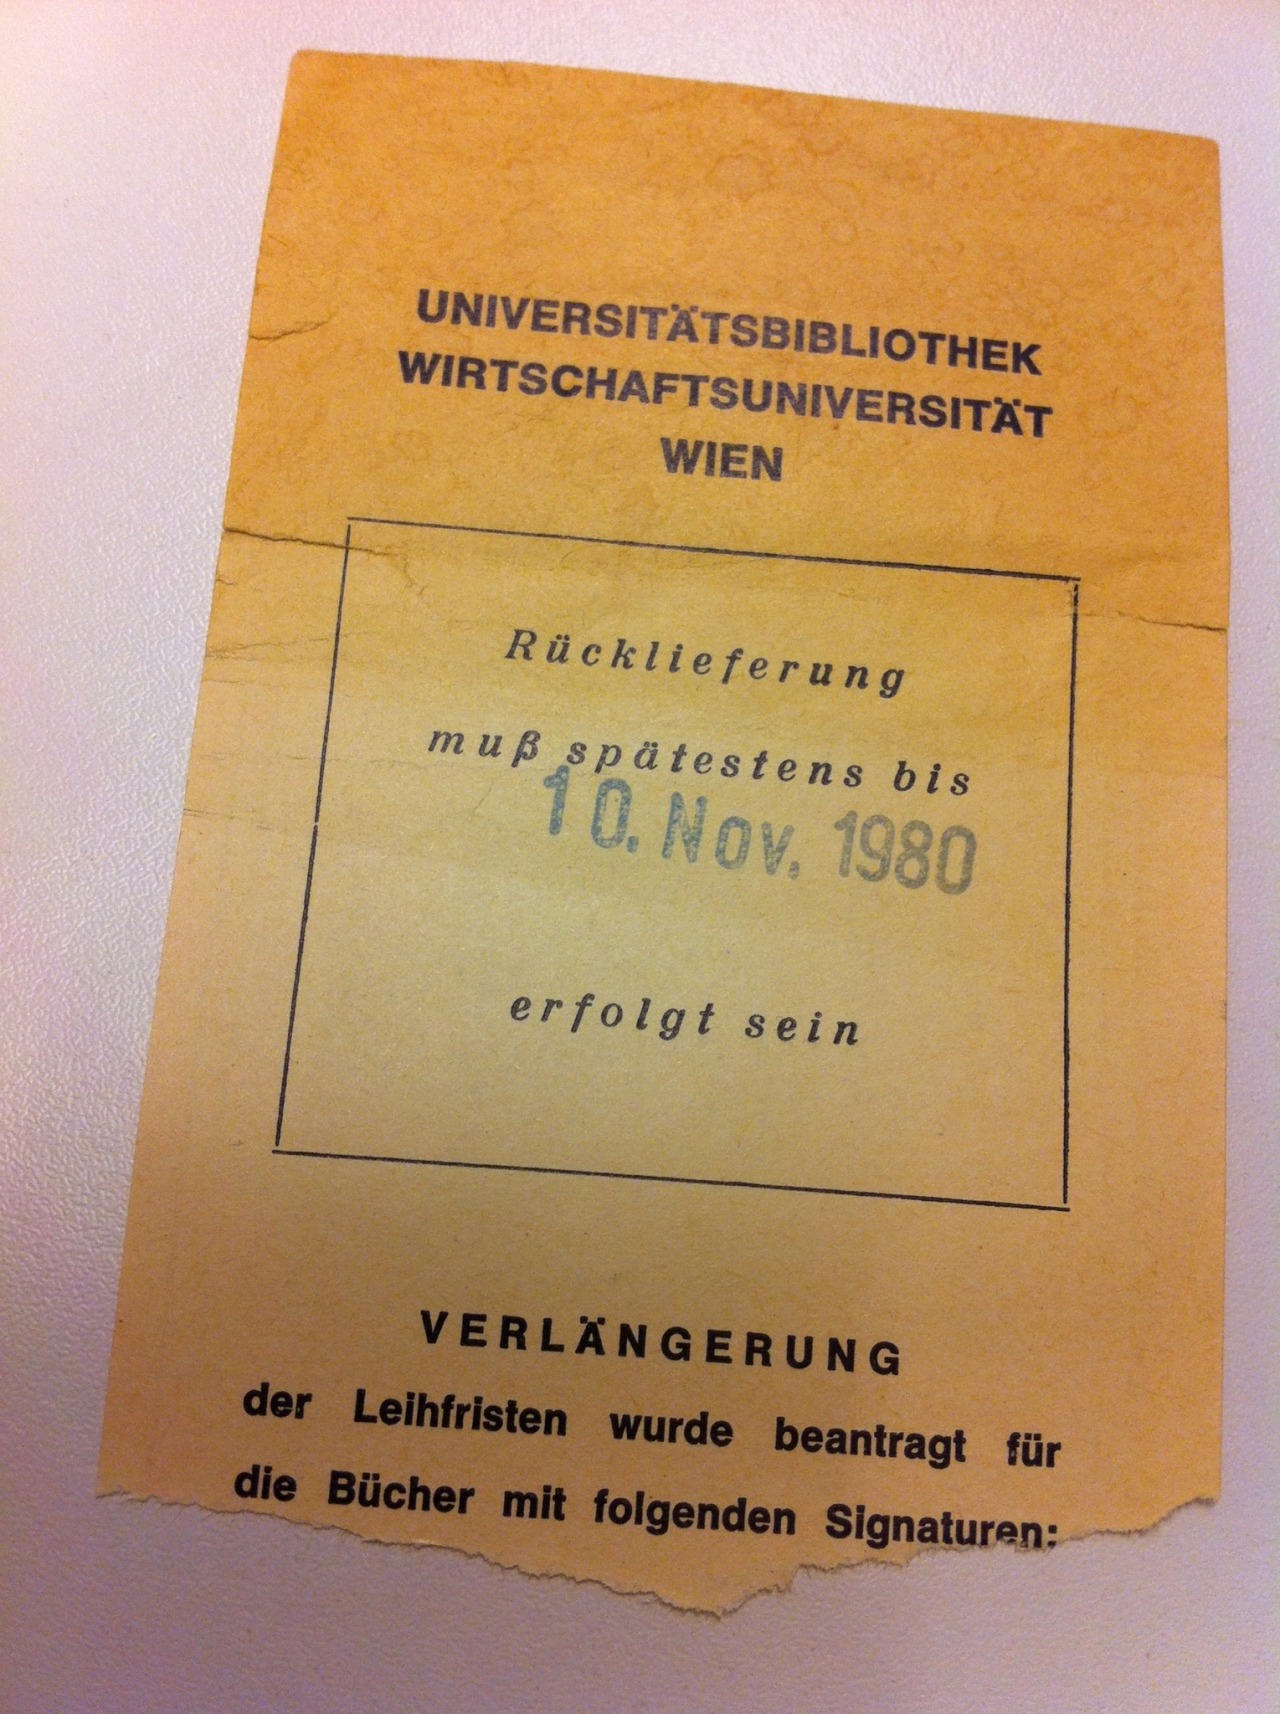 UNIVERSITÄTSBIBLIOTHEK
WIRTSCHAFTSUNIVERSITÄT
WIEN
Rücklieferung
muß spätestens bis
10. Nov. 1980
erfolgt sein
VERLÄNGERUNG
der Leihfristen wurde beantragt für
die Bücher mit folgenden Signaturen: